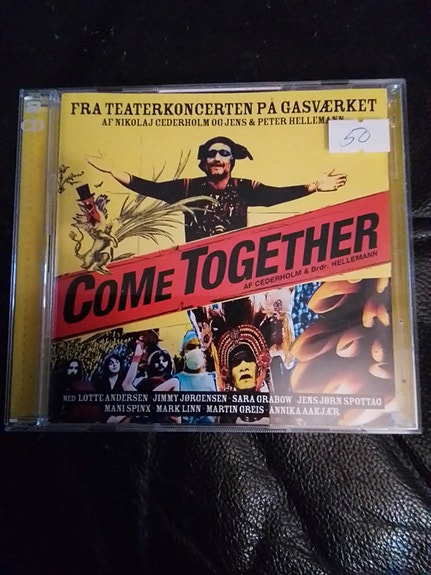 FRA TEATERKONCERTEN PÅ GASVÆRKET
AF NIKOLAJ CEDERHOLM OG JENS & PETER HELLEMANN
50
COME TOGETHER
AF CEDERHOLM & Brdr. HELLEMANN
MED LOTTE ANDERSEN · JIMMY JØRGENSEN · SARA GRABOW · JENS JØRN SPOTTAG
MANI SPINX · MARK LINN · MARTIN GREIS · ANNIKA AAKJÆR